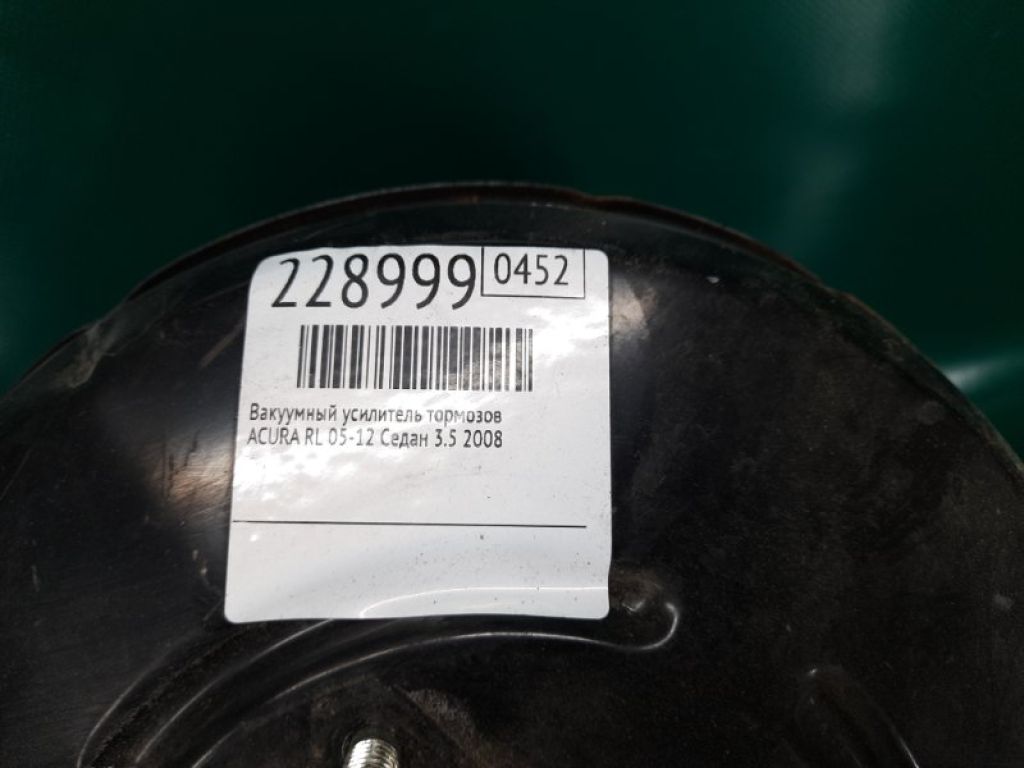 228999 0452
Вакуумный усилитель тормозов
ACURA RL 05-12 Седан 3.5 2008